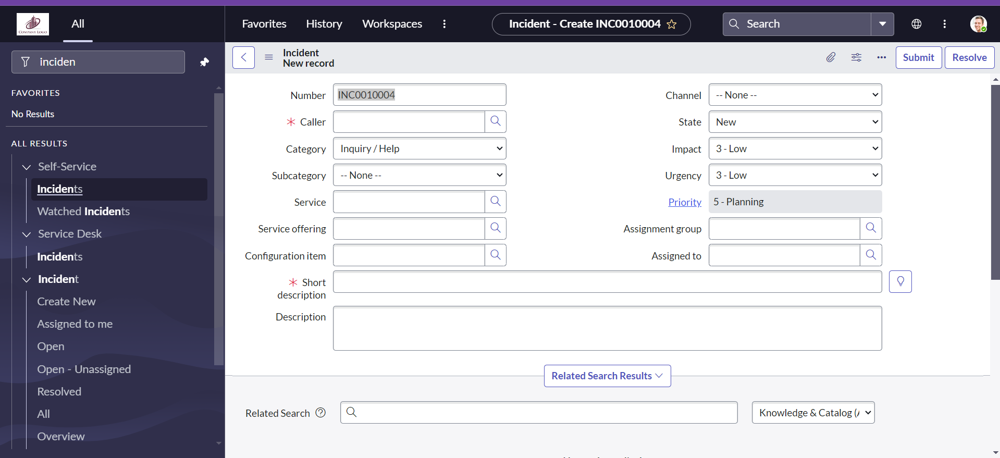 COMPANY LOGO
All
Favorites
History
Workspaces
Incident - Create INC0010004
Search
inciden
FAVORITES
No Results
ALL RESULTS
Self-Service
Incidents
Watched Incidents
Service Desk
Incidents
Incident
Create New
Assigned to me
Open
Open - Unassigned
Resolved
All
Overview
Incident
New record
Submit
Resolve
Number
INC0010004
Caller
Category
Inquiry / Help
Subcategory
-- None --
Service
Service offering
Configuration item
Channel
-- None --
State
New
Impact
3 - Low
Urgency
3 - Low
Priority
5 - Planning
Assignment group
Assigned to
Short
description
Description
Related Search Results
Related Search
Knowledge & Catalog (